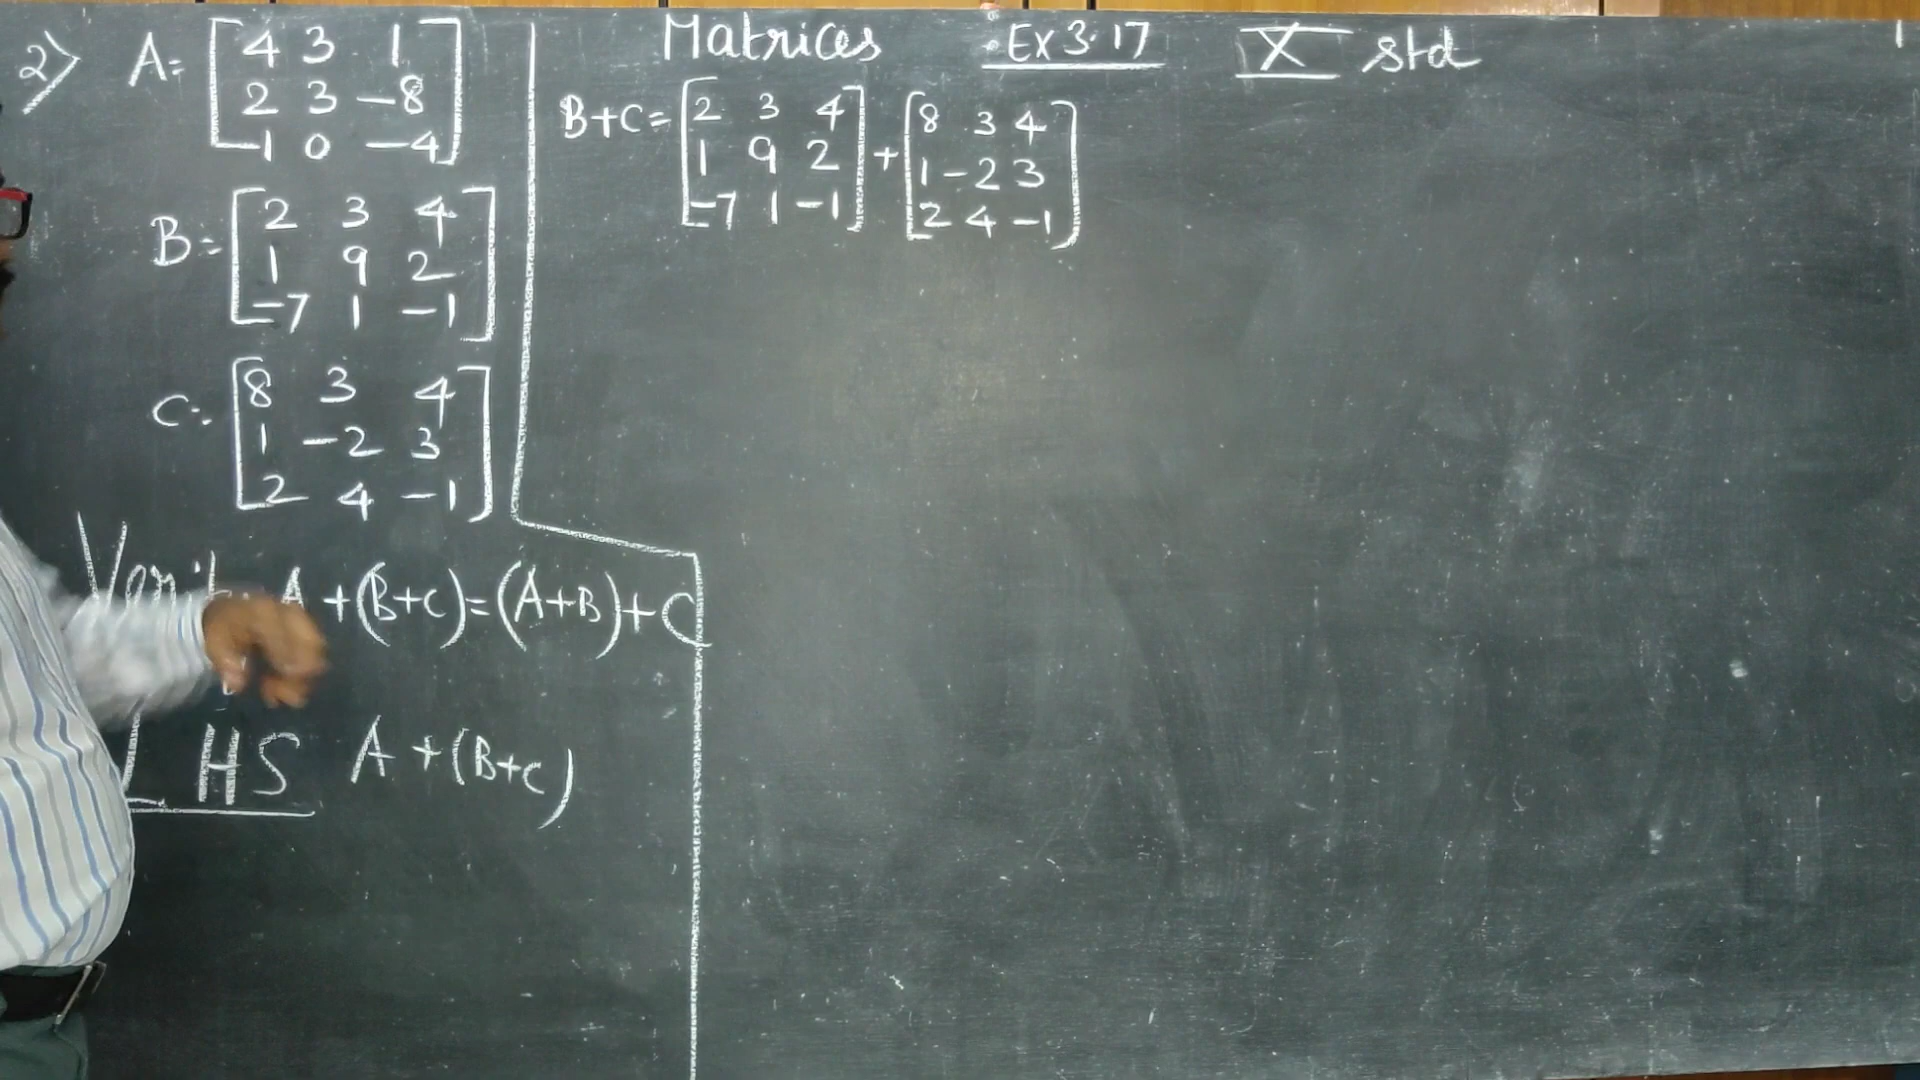 Matrices Ex 3.17 X std
2) A= [4 3 1
2 3 -8
1 0 -4]
B= [2 3 4
1 9 2
-7 1 -1]
C= [8 3 4
1 -2 3
2 4 -1]
A+(B+C)=(A+B)+C
LHS A+(B+C)
B+C= [2 3 4 + [8 3 4
1 9 2 1 -2 3
-7 1 -1] 2 4 -1]